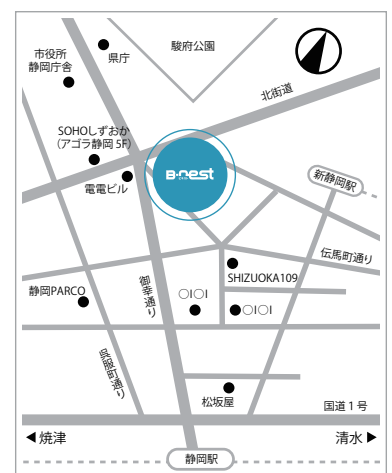 駿府公園
市役所
静岡庁舎
県庁
北街道
SOHOしずおか
（アゴラ静岡 5F）
電電ビル
B-nest
新静岡駅
伝馬町通り
SHIZUOKA109
静岡PARCO
御幸通り
○I○I
○I○I
呉服町通り
松坂屋
国道1号
焼津
清水
静岡駅